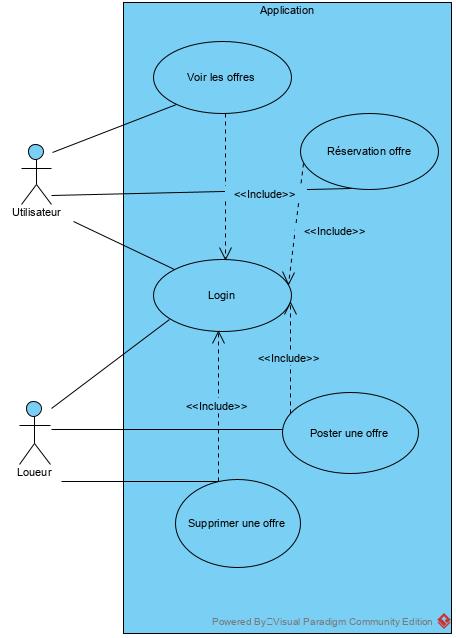 Application
Voir les offres
Réservation offre
Utilisateur
<<Include>>
<<Include>>
Login
<<Include>>
<<Include>>
Loueur
Poster une offre
Supprimer une offre
Powered By Visual Paradigm Community Edition